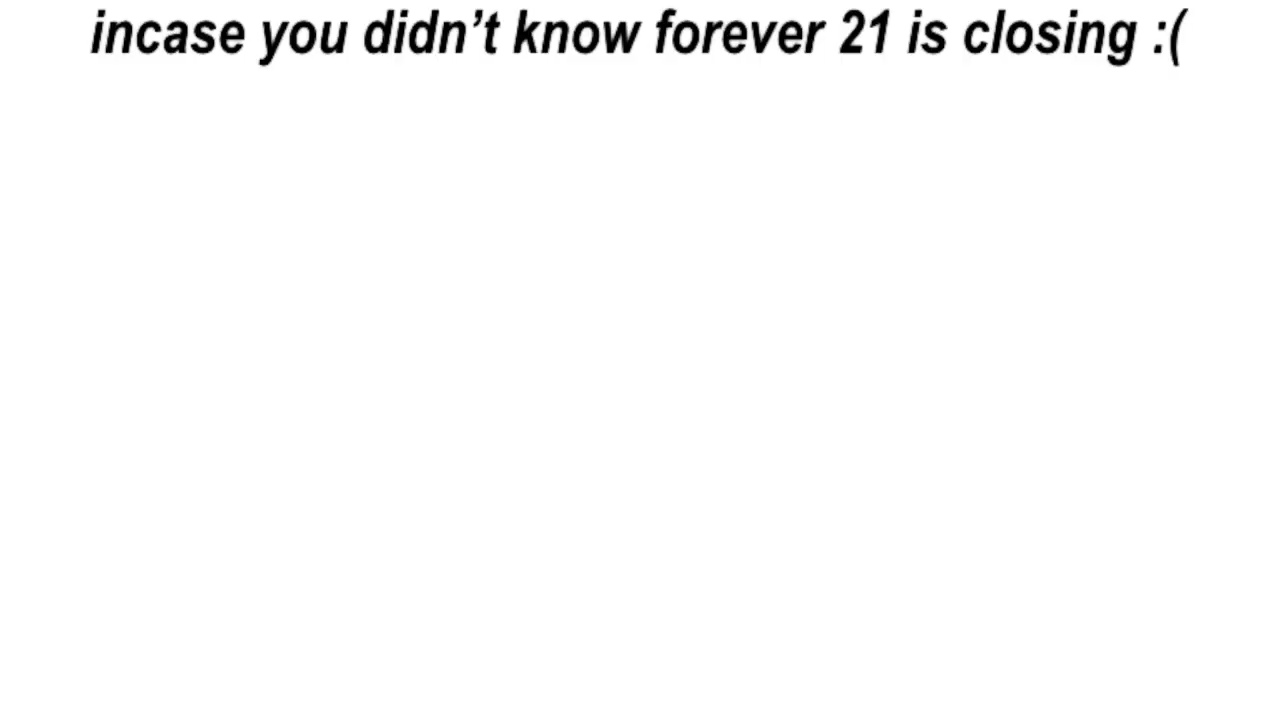 incase you didn’t know forever 21 is closing :(